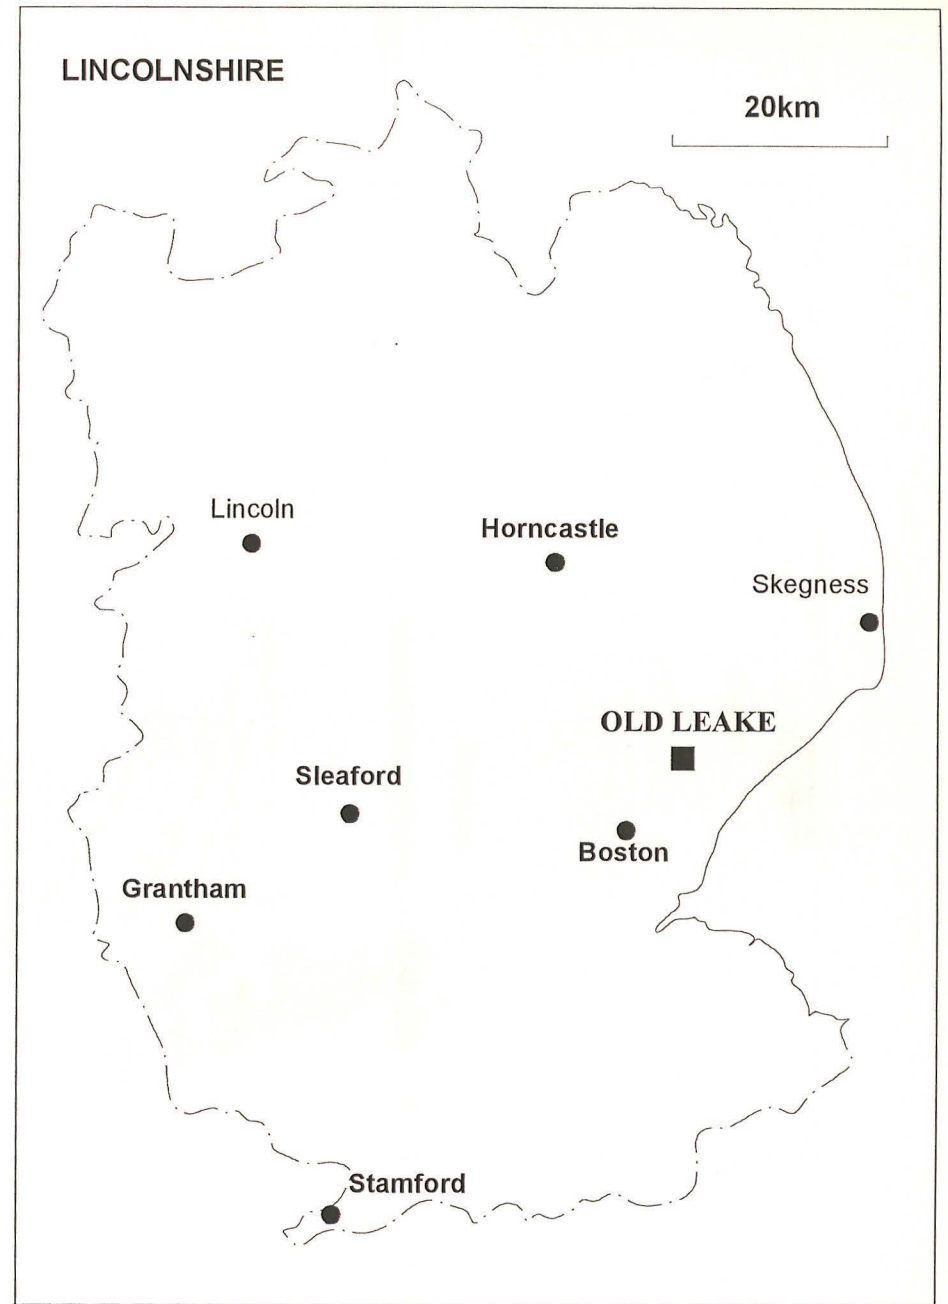 LINCOLNSHIRE
20km
Lincoln
Horncastle
Skegness
OLD LEAKE
Sleaford
Boston
Grantham
Stamford